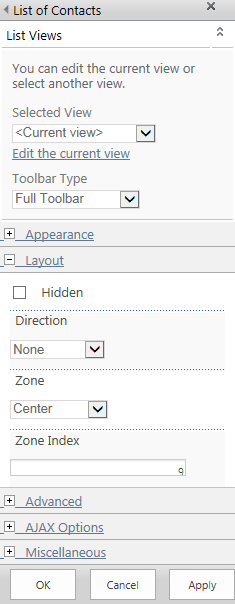 List of Contacts
List Views
You can edit the current view or
select another view.
Selected View
<Current view>
Edit the current view
Toolbar Type
Full Toolbar
Appearance
Layout
Hidden
Direction
None
Zone
Center
Zone Index
9
Advanced
AJAX Options
Miscellaneous
OK Cancel Apply